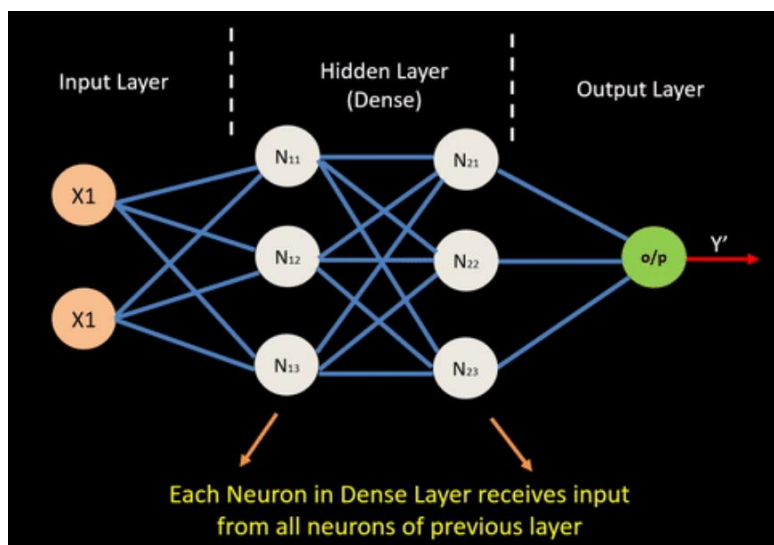 Input Layer
Hidden Layer
(Dense)
Output Layer
X1
X1
N₁₁
N₁₂
N₁₃
N₂₁
N₂₂
N₂₃
o/p
Y’
Each Neuron in Dense Layer receives input
from all neurons of previous layer